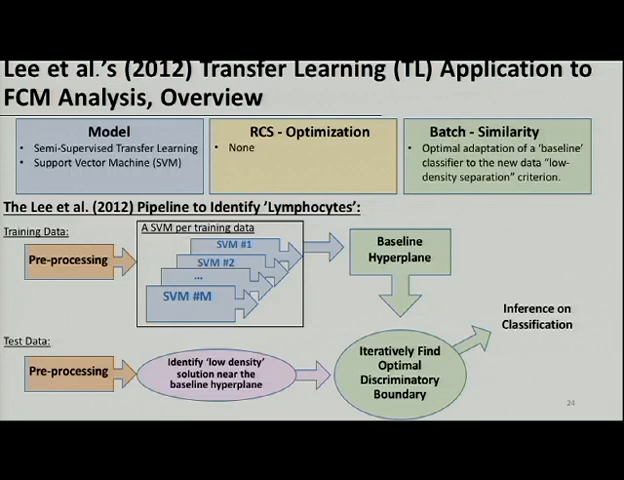 Lee et al.'s (2012) Transfer Learning (TL) Application to
FCM Analysis, Overview
Model
• Semi-Supervised Transfer Learning
• Support Vector Machine (SVM)
RCS - Optimization
• None
Batch - Similarity
• Optimal adaptation of a 'baseline'
classifier to the new data "low-
density separation" criterion.
The Lee et al. (2012) Pipeline to Identify 'Lymphocytes':
Training Data:
Pre-processing
A SVM per training data
SVM #1
SVM #2
...
SVM #M
Baseline
Hyperplane
Inference on
Classification
Test Data:
Pre-processing
Identify 'low density'
solution near the
baseline hyperplane
Iteratively Find
Optimal
Discriminatory
Boundary
24